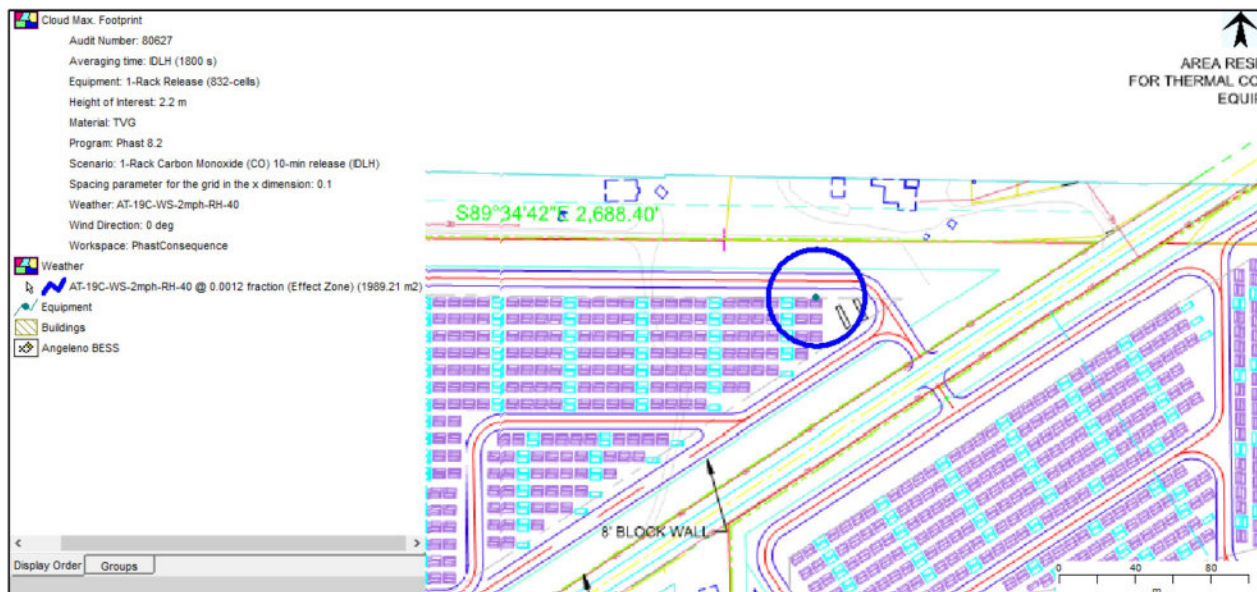 Cloud Max. Footprint
Audit Number: 80627
Averaging time: IDLH (1800 s)
Equipment: 1-Rack Release (832-cells)
Height of Interest: 2.2 m
Material: TVG
Program: Phast 8.2
Scenario: 1-Rack Carbon Monoxide (CO) 10-min release (IDLH)
Spacing parameter for the grid in the x dimension: 0.1
Weather: AT-19C-WS-2mph-RH-40
Wind Direction: 0 deg
Workspace: PhastConsequence
Weather
AT-19C-WS-2mph-RH-40 @ 0.0012 fraction (Effect Zone) (1989.21 m2)
Equipment
Buildings
Angeleno BESS
Display Order
Groups
AREA RESE
FOR THERMAL CO
EQUIF
S89°34'42"E 2,688.40'
8' BLOCK WALL
0 40 80
m